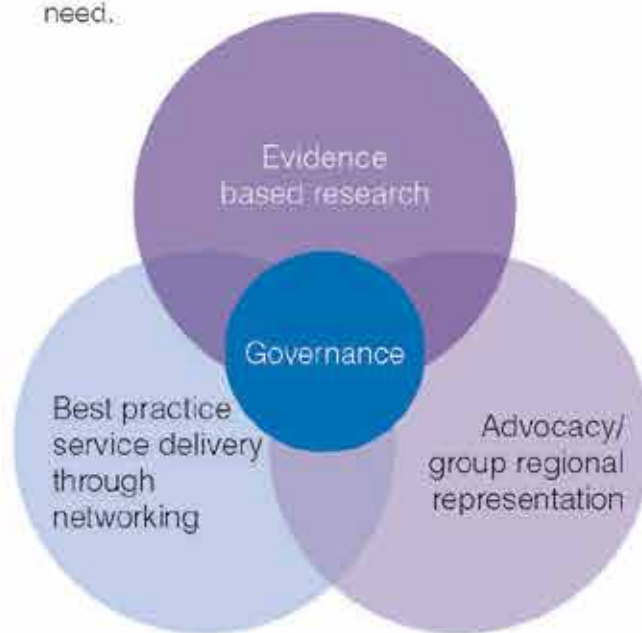 need.
Evidence
based research
Governance
Best practice
service delivery
through
networking
Advocacy/
group regional
representation